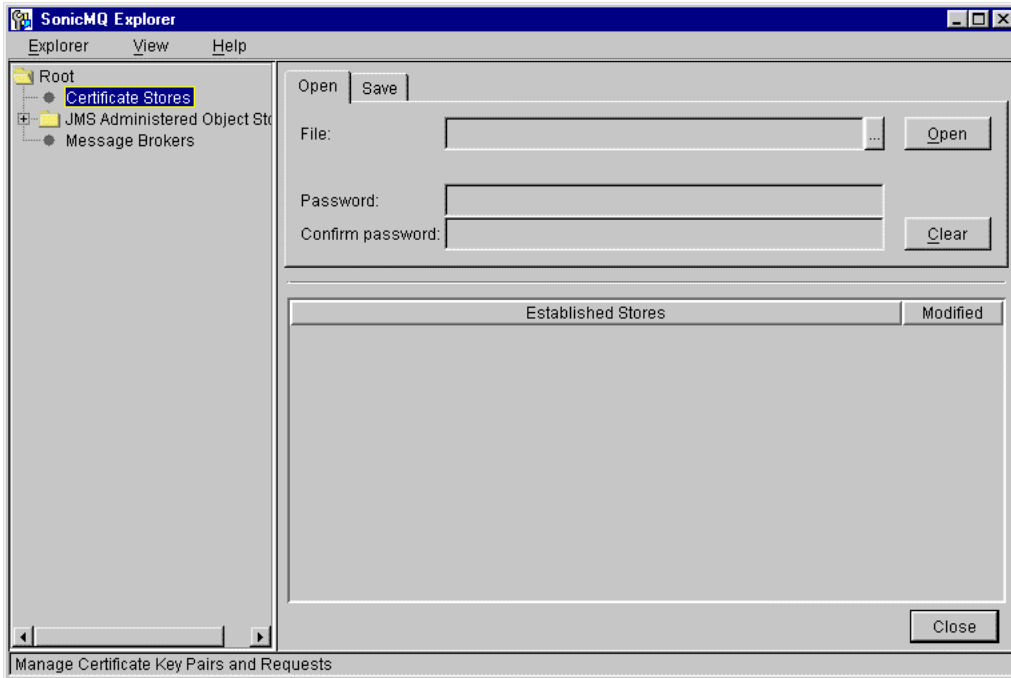 SonicMQ Explorer
Explorer View Help
Root
Certificate Stores
JMS Administered Object Sto
Message Brokers
Open Save
File: ... Open
Password:
Confirm password: Clear
Established Stores Modified
Close
Manage Certificate Key Pairs and Requests